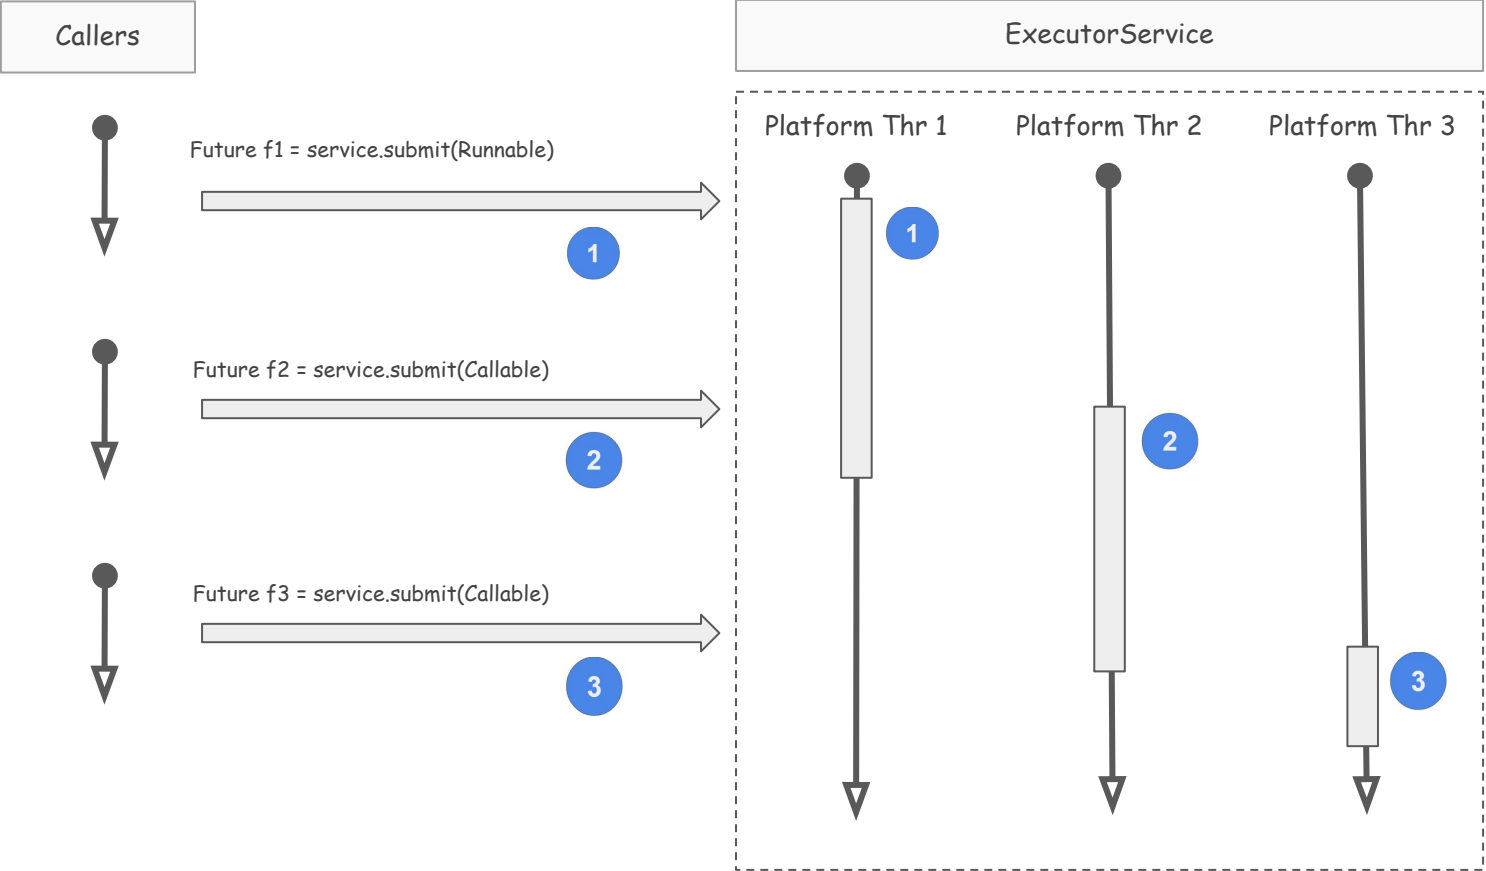 Callers
ExecutorService
Platform Thr 1
Platform Thr 2
Platform Thr 3
Future f1 = service.submit(Runnable)
1
1
Future f2 = service.submit(Callable)
2
2
Future f3 = service.submit(Callable)
3
3